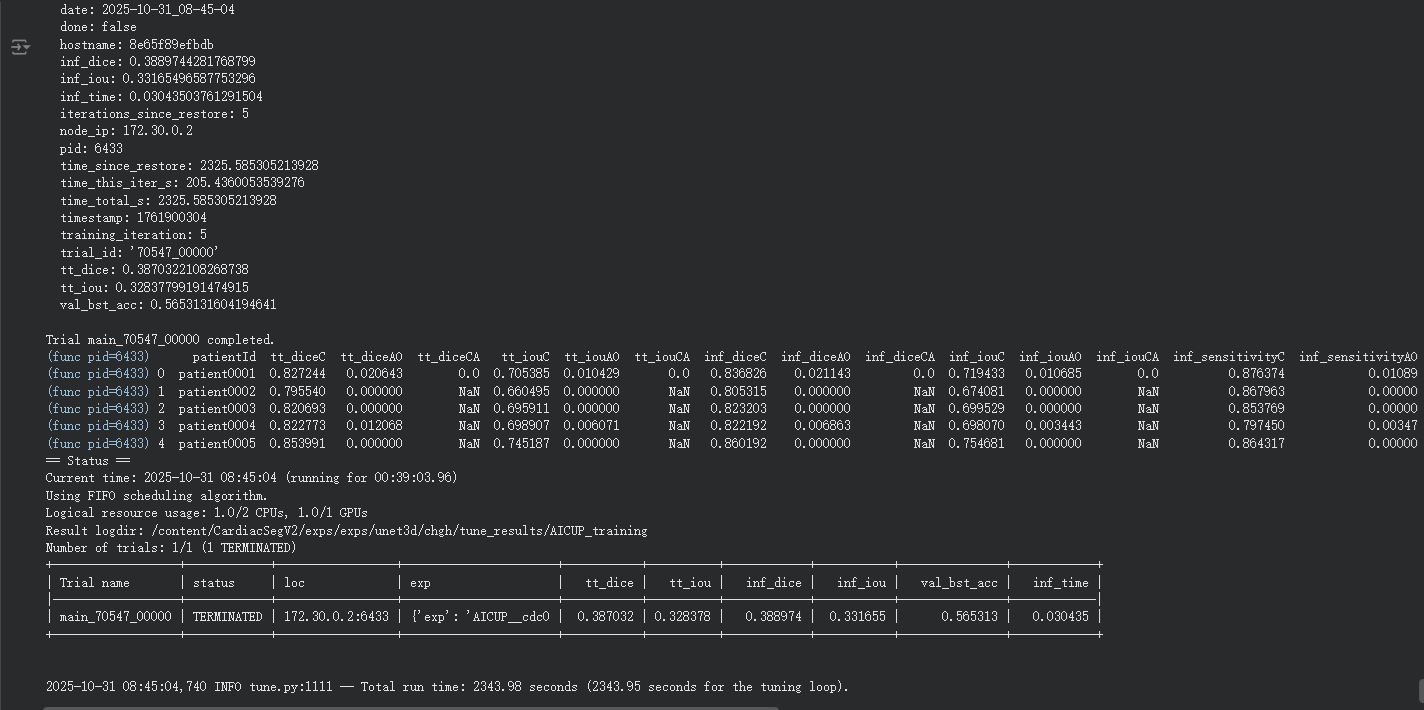 date: 2025-10-31_08-45-04
done: false
hostname: 8e65f89efbdb
inf_dice: 0.3889744281768799
inf_iou: 0.33165496587753296
inf_time: 0.03043503761291504
iterations_since_restore: 5
node_ip: 172.30.0.2
pid: 6433
time_since_restore: 2325.585305213928
time_this_iter_s: 205.4360053539276
time_total_s: 2325.585305213928
timestamp: 1761900304
training_iteration: 5
trial_id: '70547_00000'
tt_dice: 0.3870322108268738
tt_iou: 0.32837799191474915
val_bst_acc: 0.5653131604194641
Trial main_70547_00000 completed.
(func pid=6433) patientId tt_diceC tt_diceAO tt_diceCA tt_iouC tt_iouAO tt_iouCA inf_diceC inf_diceAO inf_diceCA inf_iouC inf_iouAO inf_iouCA inf_sensitivityC inf_sensitivityAO
(func pid=6433) 0 patient0001 0.827244 0.020643 0.0 0.705385 0.010429 0.0 0.836826 0.021143 0.0 0.719433 0.010685 0.0 0.876374 0.01089
(func pid=6433) 1 patient0002 0.795540 0.000000 NaN 0.660495 0.000000 NaN 0.805315 0.000000 NaN 0.674081 0.000000 NaN 0.867963 0.00000
(func pid=6433) 2 patient0003 0.820693 0.000000 NaN 0.695911 0.000000 NaN 0.823203 0.000000 NaN 0.699529 0.000000 NaN 0.853769 0.00000
(func pid=6433) 3 patient0004 0.822773 0.012068 NaN 0.698907 0.006071 NaN 0.822192 0.006863 NaN 0.698070 0.003443 NaN 0.797450 0.00347
(func pid=6433) 4 patient0005 0.853991 0.000000 NaN 0.745187 0.000000 NaN 0.860192 0.000000 NaN 0.754681 0.000000 NaN 0.864317 0.00000
== Status ==
Current time: 2025-10-31 08:45:04 (running for 00:39:03.96)
Using FIFO scheduling algorithm.
Logical resource usage: 1.0/2 CPUs, 1.0/1 GPUs
Result logdir: /content/CardiacSegV2/exps/exps/unet3d/chgh/tune_results/AICUP_training
Number of trials: 1/1 (1 TERMINATED)
| Trial name | status | loc | exp | tt_dice | tt_iou | inf_dice | inf_iou | val_bst_acc | inf_time |
| main_70547_00000 | TERMINATED | 172.30.0.2:6433 | {'exp': 'AICUP__cdc0 | 0.387032 | 0.328378 | 0.388974 | 0.331655 | 0.565313 | 0.030435 |
2025-10-31 08:45:04,740 INFO tune.py:1111 -- Total run time: 2343.98 seconds (2343.95 seconds for the tuning loop).